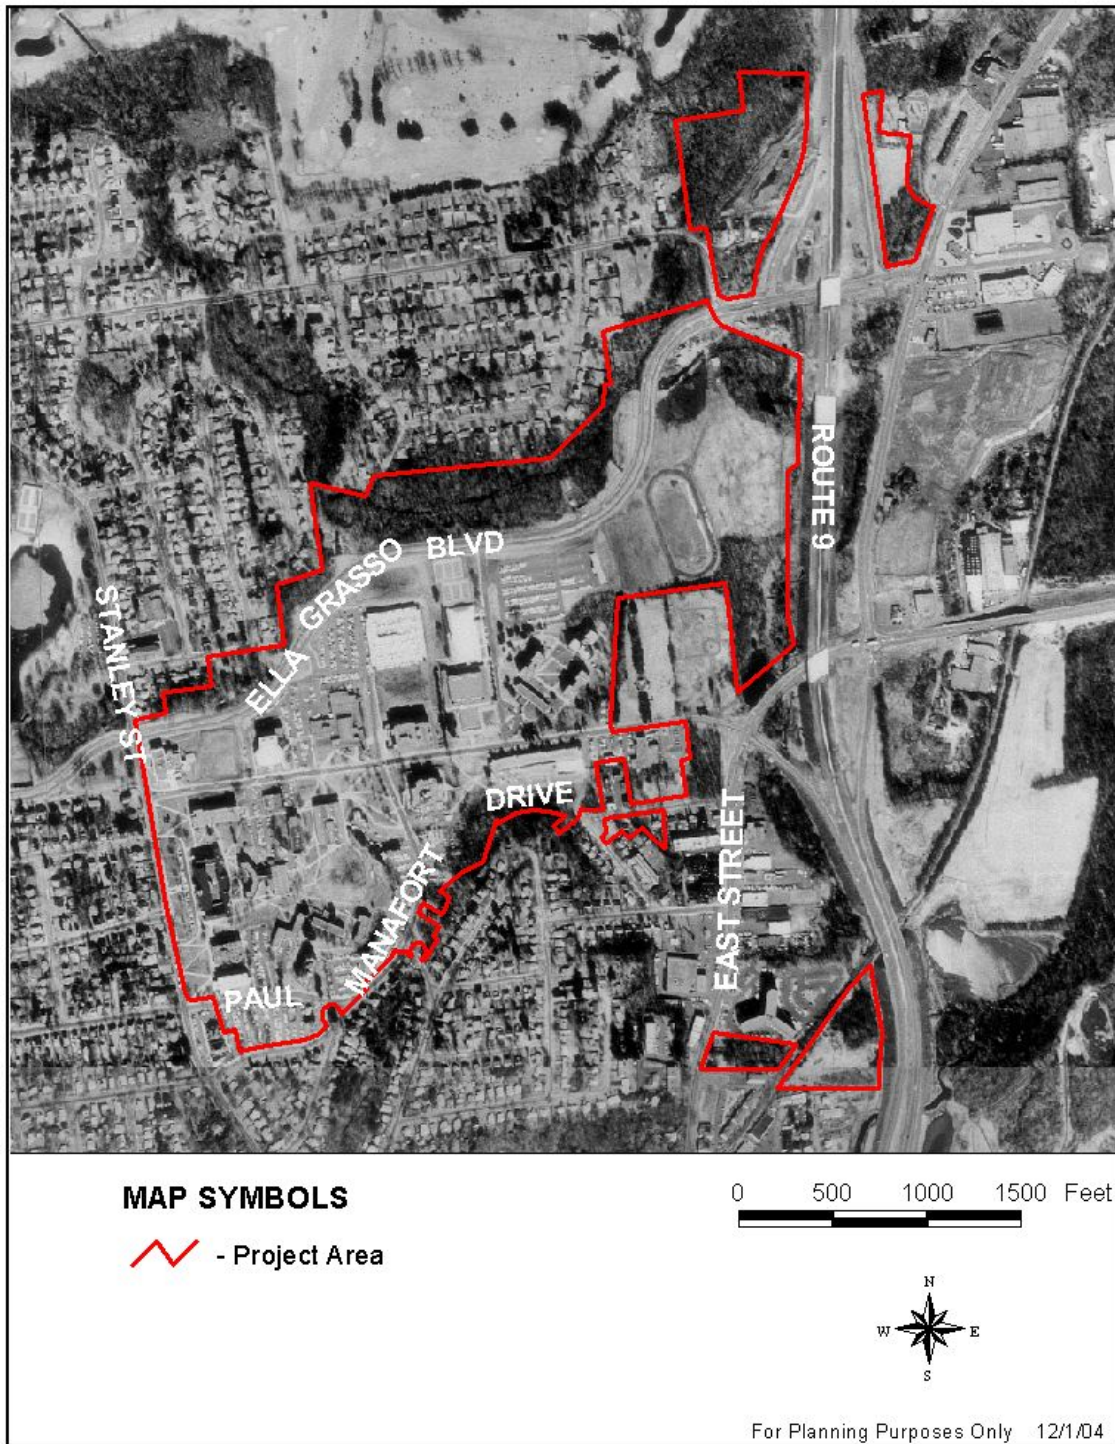 ROUTE 9
ELLA GRASSO BLVD
STANLEY ST
PAUL MANAFORT DRIVE
EAST STREET
MAP SYMBOLS
- Project Area
0 500 1000 1500 Feet
N
W E
S
For Planning Purposes Only 12/1/04